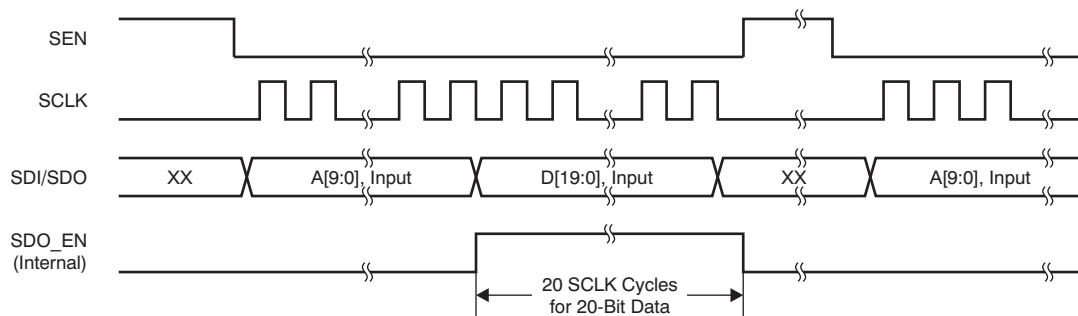 SEN
SCLK
SDI/SDO
XX
A[9:0], Input
D[19:0], Input
XX
A[9:0], Input
SDO_EN
(Internal)
20 SCLK Cycles
for 20-Bit Data